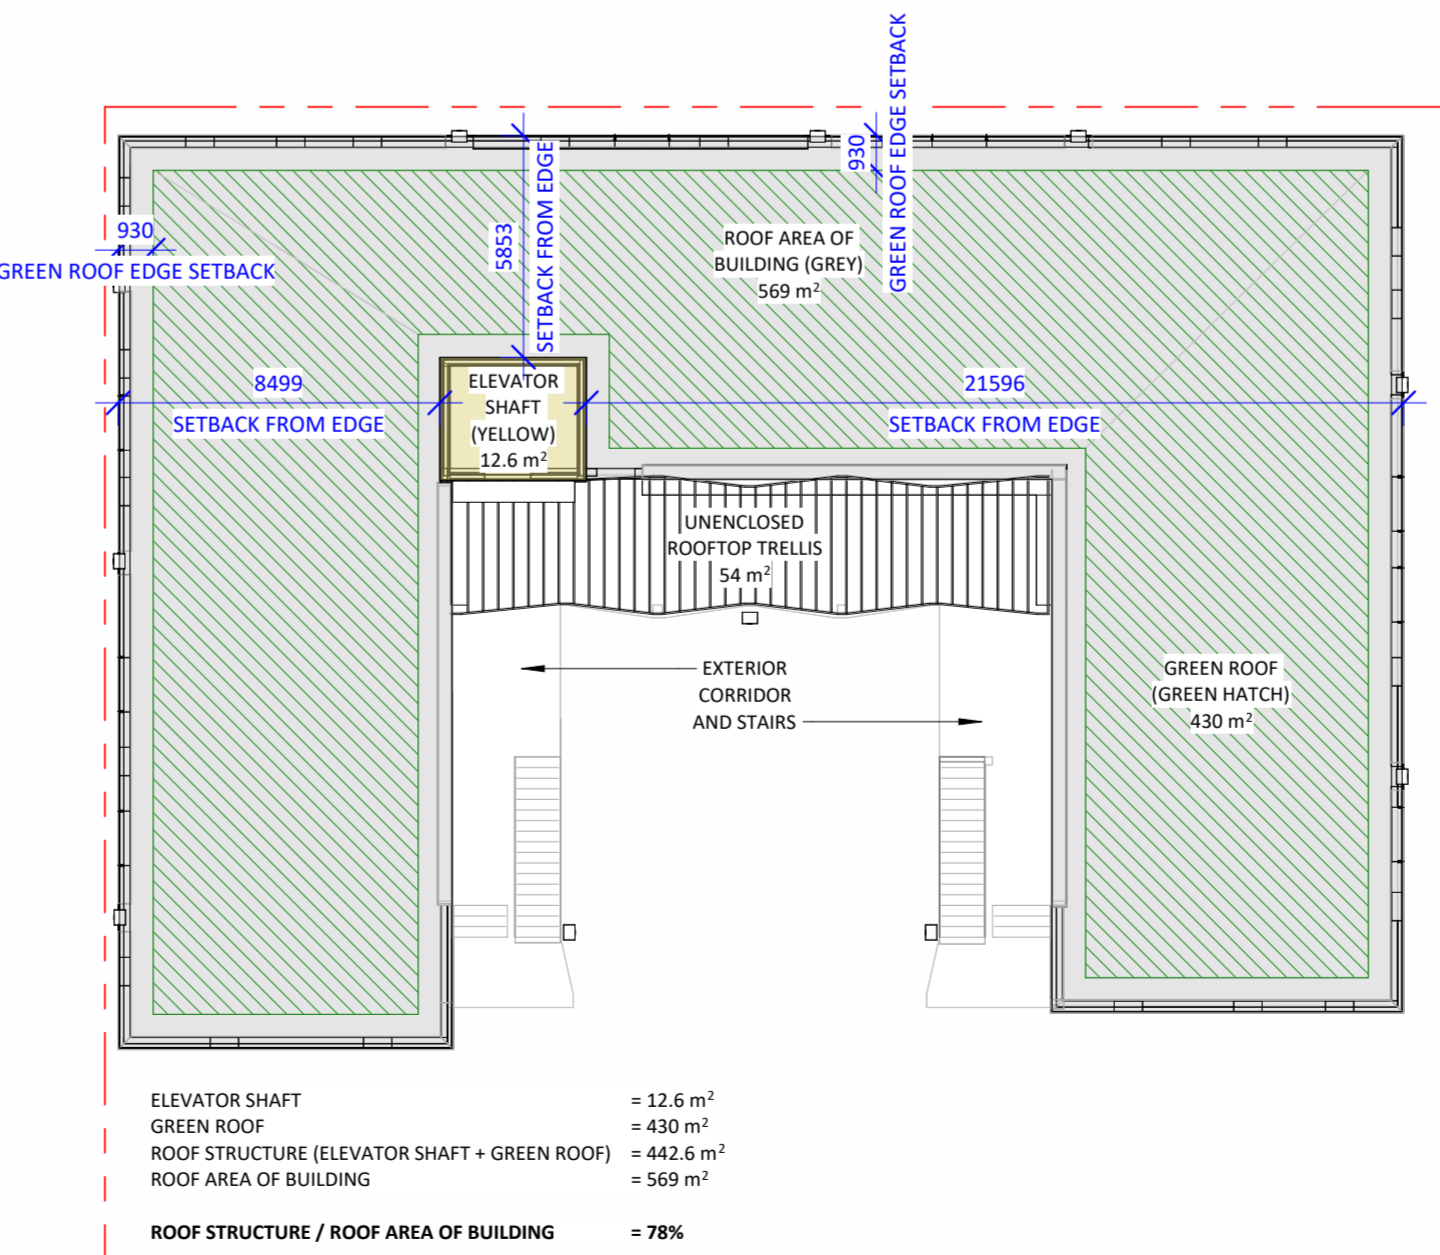 GREEN ROOF EDGE SETBACK
930
5853
SETBACK FROM EDGE
930
GREEN ROOF EDGE SETBACK
ROOF AREA OF
BUILDING (GREY)
569 m²
8499
SETBACK FROM EDGE
ELEVATOR
SHAFT
(YELLOW)
12.6 m²
21596
SETBACK FROM EDGE
UNENCLOSED
ROOFTOP TRELLIS
54 m²
EXTERIOR
CORRIDOR
AND STAIRS
GREEN ROOF
(GREEN HATCH)
430 m²
ELEVATOR SHAFT = 12.6 m²
GREEN ROOF = 430 m²
ROOF STRUCTURE (ELEVATOR SHAFT + GREEN ROOF) = 442.6 m²
ROOF AREA OF BUILDING = 569 m²
ROOF STRUCTURE / ROOF AREA OF BUILDING = 78%